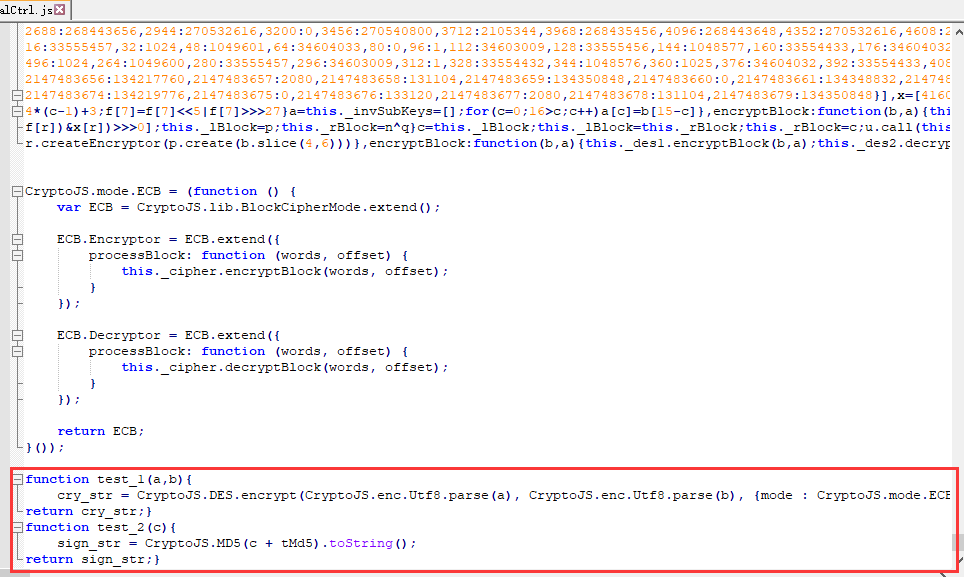 alCtrl.js
2688:268443656,2944:270532616,3200:0,3456:270540800,3712:2105344,3968:268435456,4096:268443648,4352:270532616,4608:2
16:33555457,32:1024,48:1049601,64:34604033,80:0,96:1,112:34603009,128:33555456,144:1048577,160:33554433,176:34604032
496:1024,264:1049600,280:33555457,296:34603009,312:1,328:33554432,344:1048576,360:1025,376:34604032,392:33554433,408
2147483656:134217760,2147483657:2080,2147483658:131104,2147483659:134350848,2147483660:0,2147483661:134348832,214748
2147483674:134219776,2147483675:0,2147483676:133120,2147483677:2080,2147483678:131104,2147483679:134350848}],x=[4160
4*(c-1)+3;f[7]=f[7]<<5|f[7]>>>27}a=this._invSubKeys=[];for(c=0;16>c;c++)a[c]=b[15-c]},encryptBlock:function(b,a){thi
f[r])&x[r])>>>0];this._lBlock=p;this._rBlock=n^q}c=this._lBlock;this._lBlock=this._rBlock;this._rBlock=c;u.call(this
r.createEncryptor(p.create(b.slice(4,6)))},encryptBlock:function(b,a){this._des1.encryptBlock(b,a);this._des2.decryp
CryptoJS.mode.ECB = (function () {
var ECB = CryptoJS.lib.BlockCipherMode.extend();
ECB.Encryptor = ECB.extend({
processBlock: function (words, offset) {
this._cipher.encryptBlock(words, offset);
}
});
ECB.Decryptor = ECB.extend({
processBlock: function (words, offset) {
this._cipher.decryptBlock(words, offset);
}
});
return ECB;
}());
function test_1(a,b){
cry_str = CryptoJS.DES.encrypt(CryptoJS.enc.Utf8.parse(a), CryptoJS.enc.Utf8.parse(b), {mode : CryptoJS.mode.ECB
return cry_str;}
function test_2(c){
sign_str = CryptoJS.MD5(c + tMd5).toString();
return sign_str;}